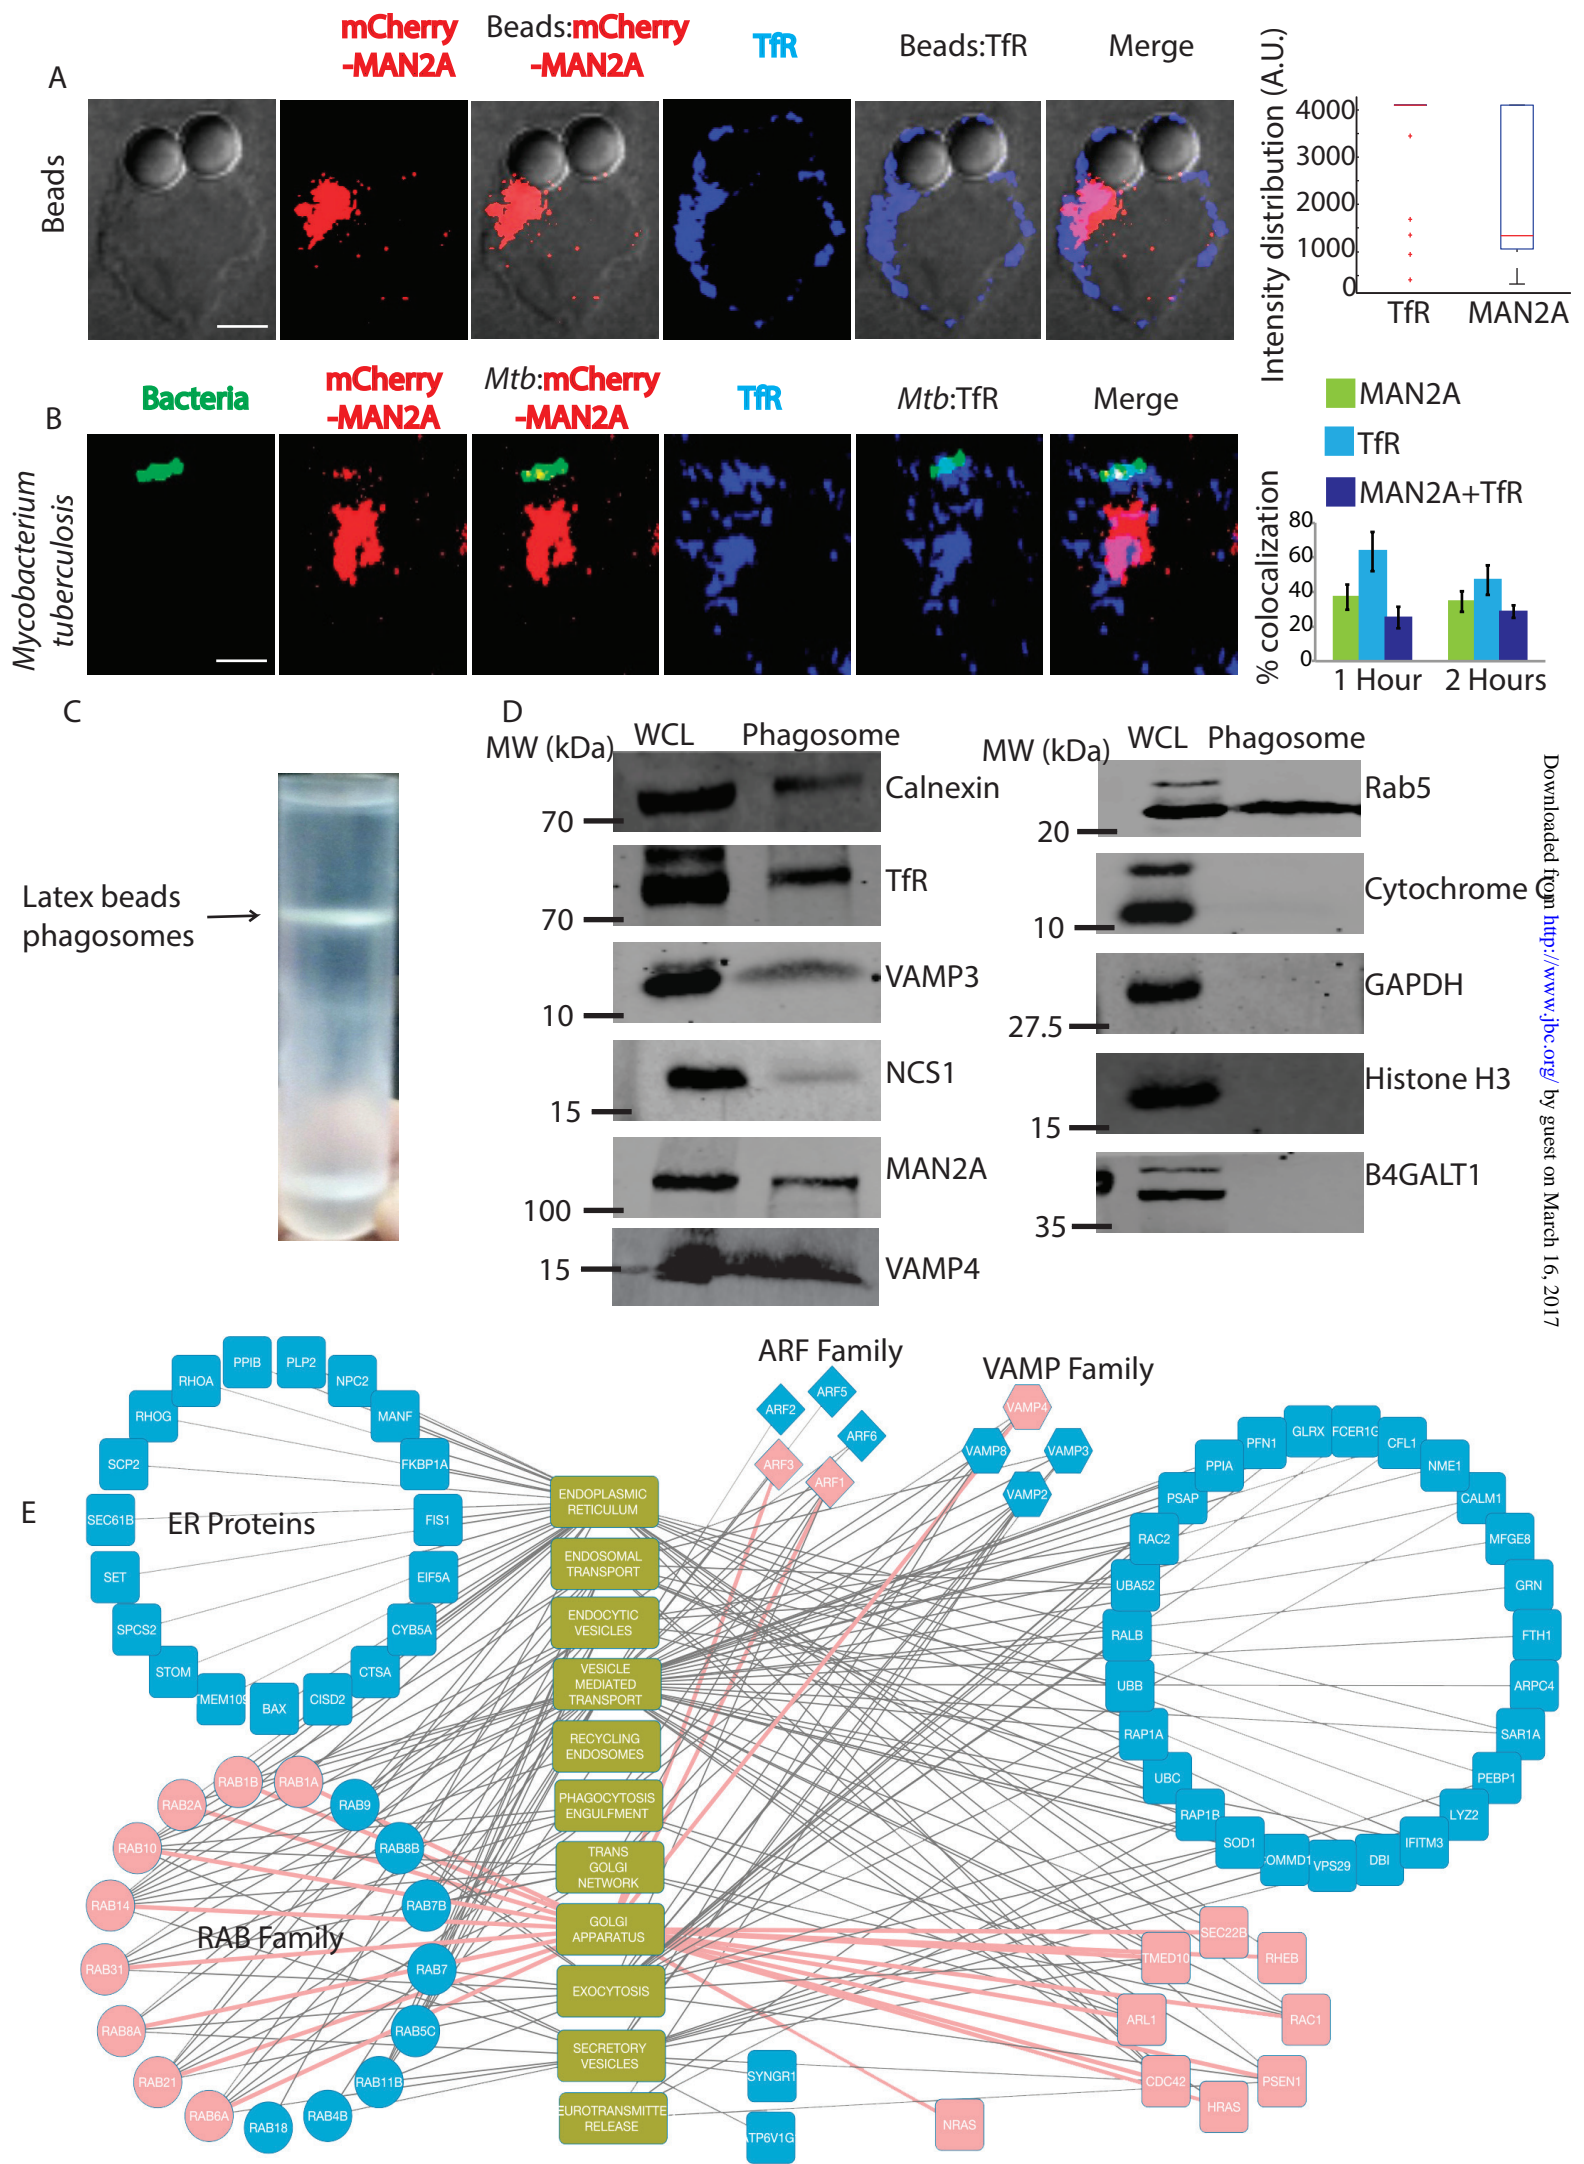 A
mCherry
-MAN2A
Beads:mCherry
-MAN2A
TfR
Beads:TfR
Merge
Beads
Intensity distribution (A.U.)
4000
3000
2000
1000
0
TfR
MAN2A
B
Bacteria
mCherry
-MAN2A
Mtb:mCherry
-MAN2A
TfR
Mtb:TfR
Merge
Mycobacterium
tuberculosis
MAN2A
TfR
MAN2A+TfR
% colocalization
80
60
40
20
0
1 Hour
2 Hours
C
Latex beads
phagosomes
D
MW (kDa)
WCL
Phagosome
70
Calnexin
70
TfR
10
VAMP3
15
NCS1
100
MAN2A
15
VAMP4
MW (kDa)
WCL
Phagosome
20
Rab5
10
Cytochrome C
27.5
GAPDH
15
Histone H3
35
B4GALT1
Downloaded from http://www.jbc.org/ by guest on March 16, 2017
E
ER Proteins
PPIB
PLP2
RHOA
NPC2
RHOG
MANF
SCP2
FKBP1A
SEC61B
FIS1
SET
EIF5A
SPCS2
CYB5A
STOM
CTSA
TMEM109
BAX
CISD2
ENDOPLASMIC
RETICULUM
ENDOSOMAL
TRANSPORT
ENDOCYTIC
VESICLES
VESICLE
MEDIATED
TRANSPORT
RECYCLING
ENDOSOMES
PHAGOCYTOSIS
ENGULFMENT
TRANS
GOLGI
NETWORK
GOLGI
APPARATUS
EXOCYTOSIS
SECRETORY
VESICLES
EUROTRANSMITTE
RELEASE
ARF Family
ARF5
ARF2
ARF6
ARF3
ARF1
VAMP Family
VAMP4
VAMP8
VAMP3
VAMP2
GLRX
FCER1G
PFN1
CFL1
PPIA
NME1
PSAP
CALM1
RAC2
MFGE8
UBA52
GRN
RALB
FTH1
UBB
ARPC4
RAP1A
SAR1A
UBC
PEBP1
RAP1B
LYZ2
SOD1
IFITM3
COMMD1
VPS29
DBI
RAB Family
RAB1B
RAB1A
RAB2A
RAB9
RAB10
RAB8B
RAB14
RAB7B
RAB31
RAB7
RAB8A
RAB5C
RAB21
RAB11B
RAB6A
RAB18
RAB4B
SYNGR1
ATP6V1G
NRAS
SEC22B
TMED10
RHEB
ARL1
RAC1
CDC42
PSEN1
HRAS